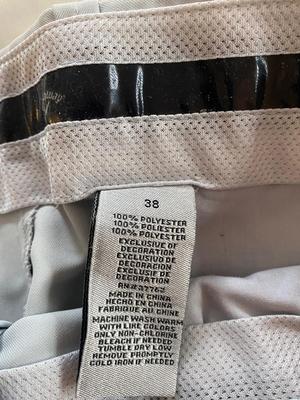 38
100% POLYESTER
100% POLIESTER
100% POLYESTER
EXCLUSIVE OF
DECORATION
EXCLUSIVO DE
DECORACION
EXCLUSIF DE
DECORATION
RN#37762
MADE IN CHINA
HECHO EN CHINA
FABRIQUE AU CHINE
MACHINE WASH WARM
WITH LIKE COLORS
ONLY NON-CHLORINE
BLEACH IF NEEDED
TUMBLE DRY LOW
REMOVE PROMPTLY
COLD IRON IF NEEDED